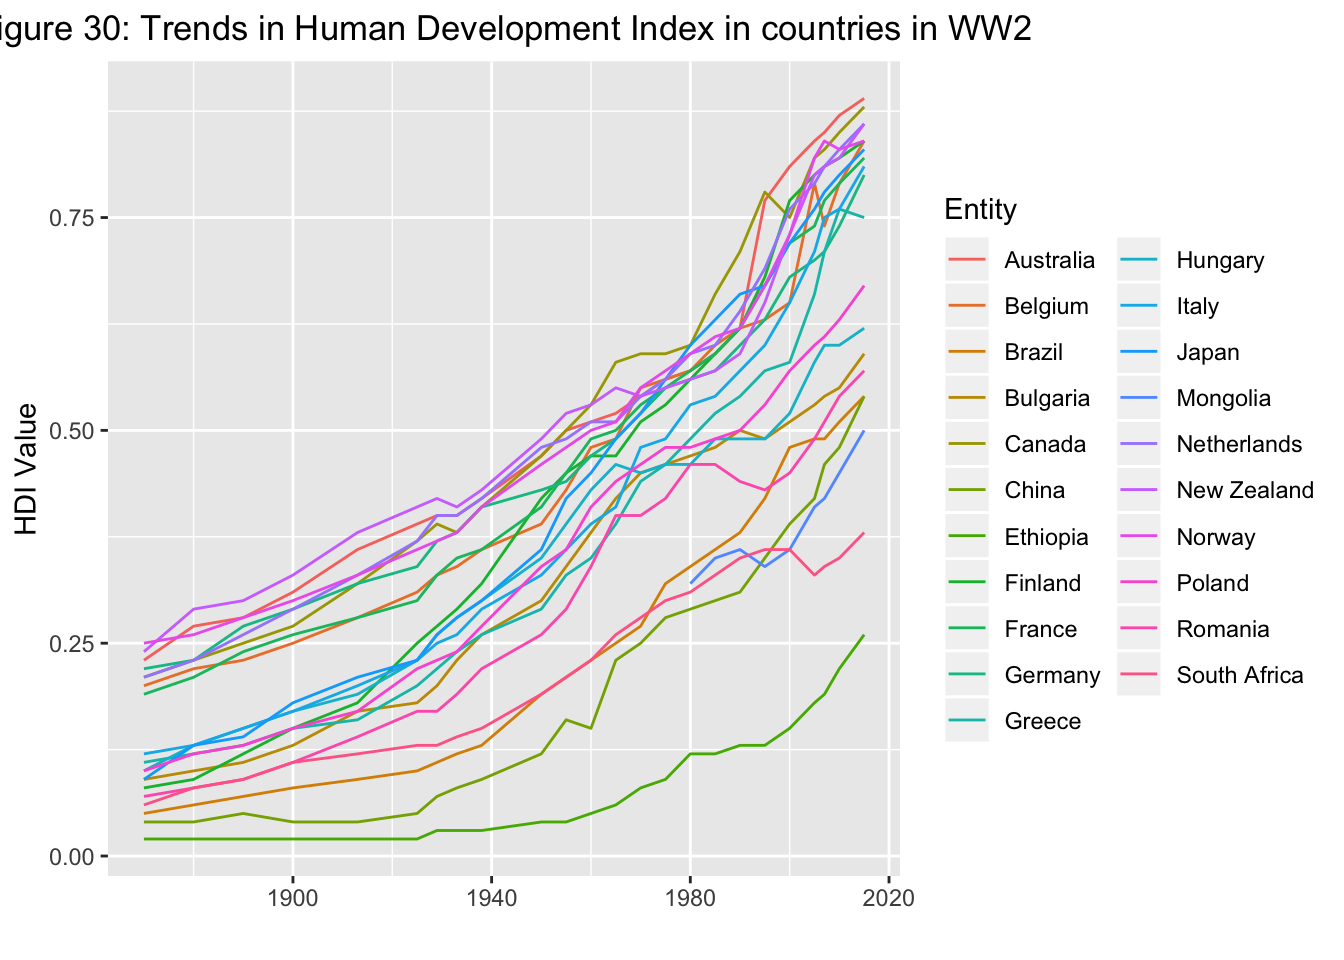 igure 30: Trends in Human Development Index in countries in WW2
HDI Value
0.75
0.50
0.25
0.00
1900
1940
1980
2020
Entity
Australia
Belgium
Brazil
Bulgaria
Canada
China
Ethiopia
Finland
France
Germany
Greece
Hungary
Italy
Japan
Mongolia
Netherlands
New Zealand
Norway
Poland
Romania
South Africa